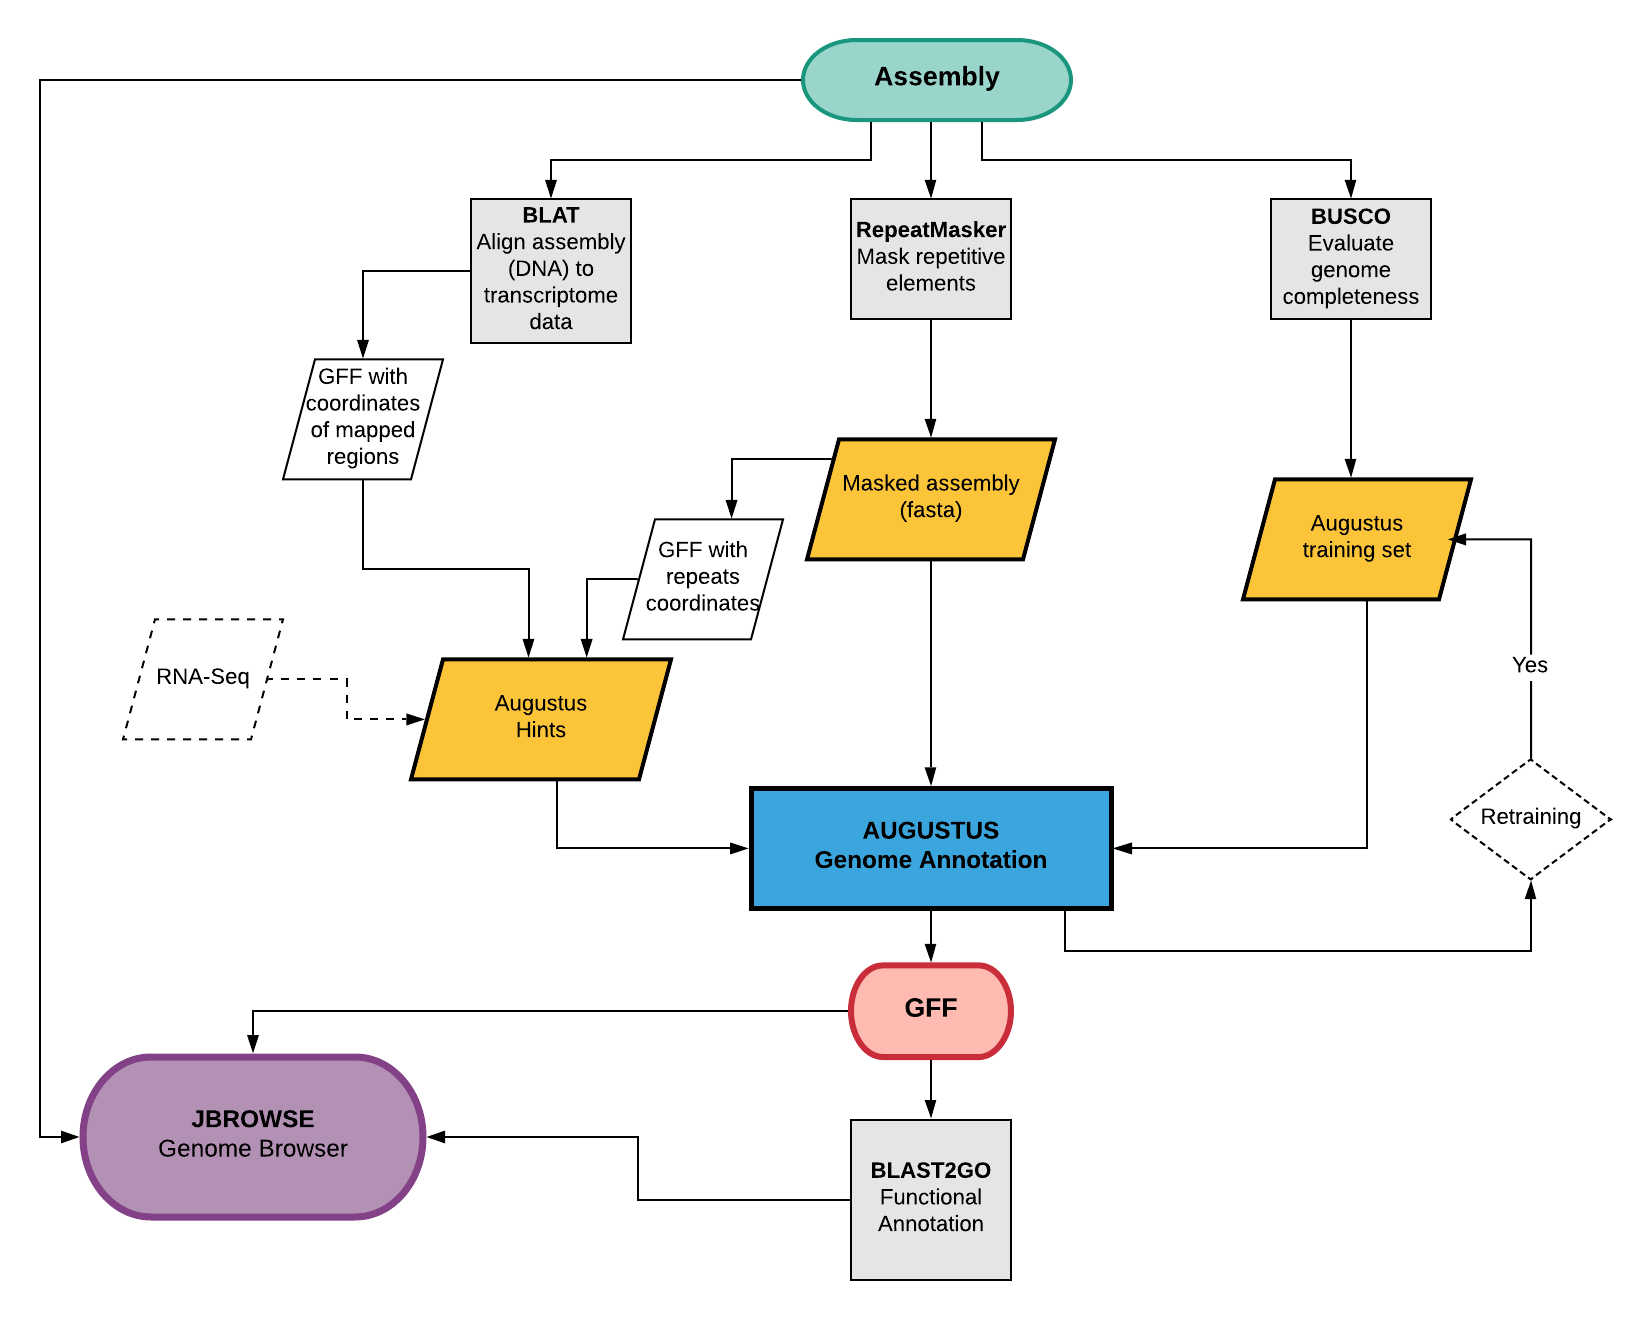 Assembly
BLAT
Align assembly
(DNA) to
transcriptome
data
RepeatMasker
Mask repetitive
elements
BUSCO
Evaluate
genome
completeness
GFF with
coordinates
of mapped
regions
Masked assembly
(fasta)
GFF with
repeats
coordinates
Augustus
training set
RNA-Seq
Augustus
Hints
Yes
Retraining
AUGUSTUS
Genome Annotation
GFF
JBROWSE
Genome Browser
BLAST2GO
Functional
Annotation